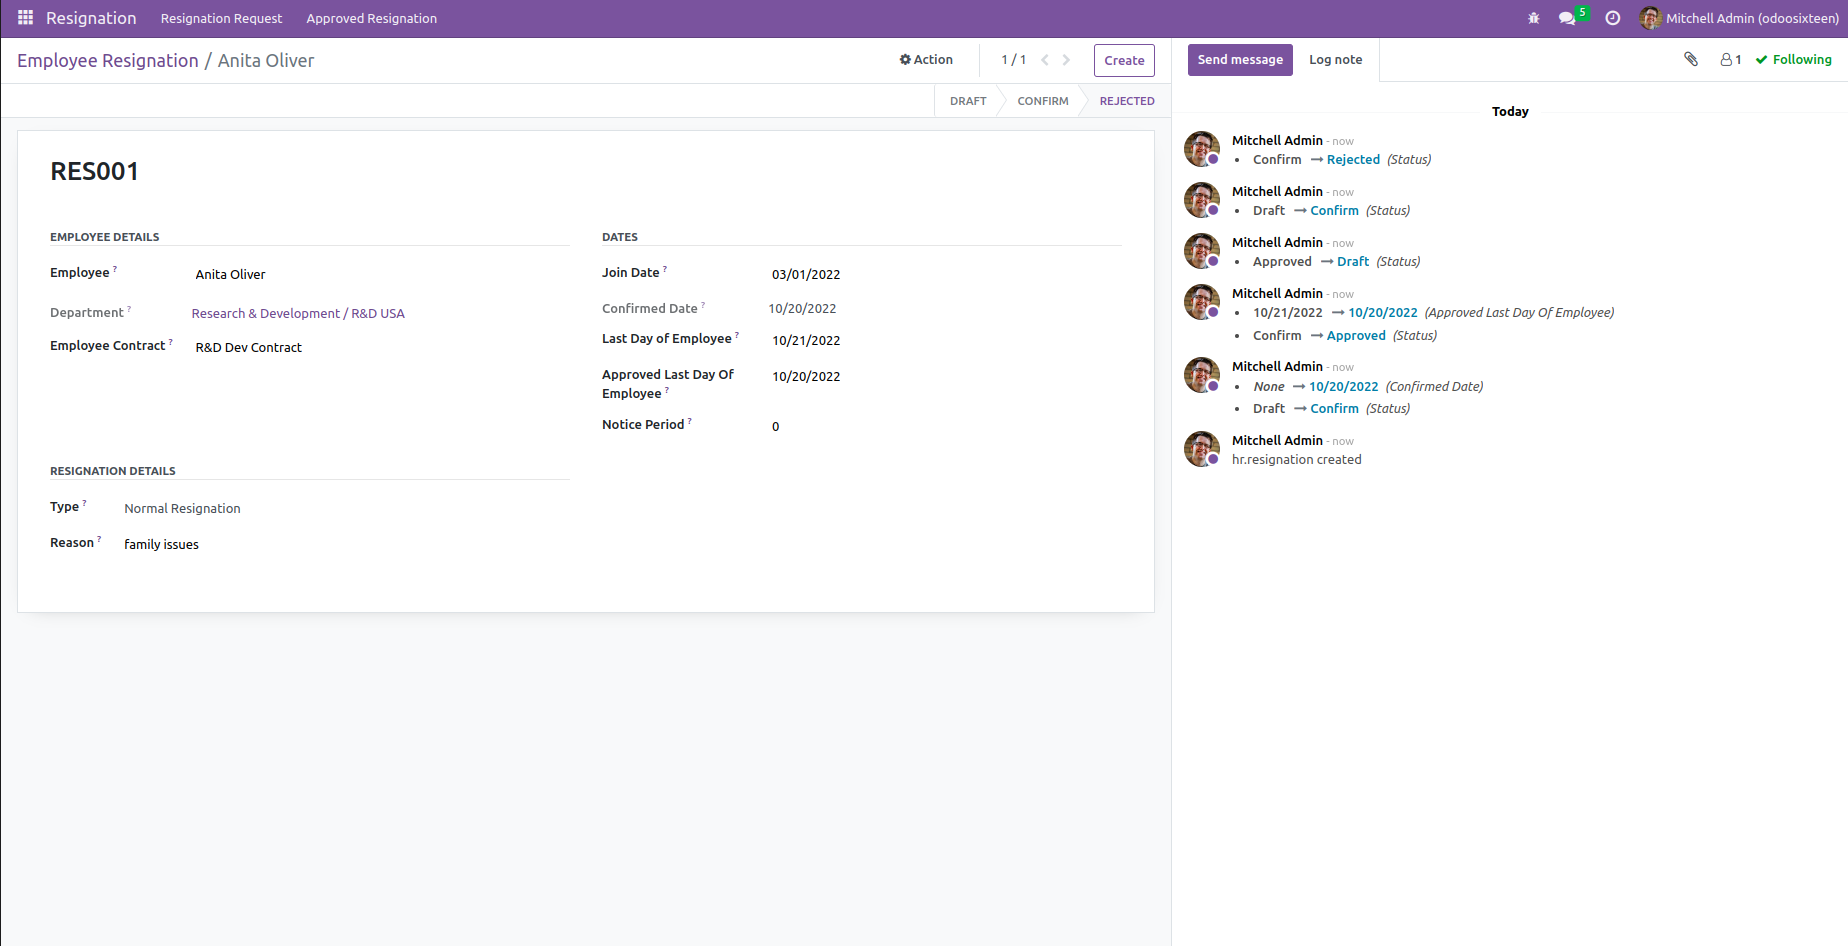 Resignation Resignation Request Approved Resignation 5 Mitchell Admin (odoosixteen)
Employee Resignation / Anita Oliver Action 1 / 1 Create
DRAFT CONFIRM REJECTED
RES001
EMPLOYEE DETAILS
Employee ? Anita Oliver
Department ? Research & Development / R&D USA
Employee Contract ? R&D Dev Contract
DATES
Join Date ? 03/01/2022
Confirmed Date ? 10/20/2022
Last Day of Employee ? 10/21/2022
Approved Last Day Of 10/20/2022
Employee ?
Notice Period ? 0
RESIGNATION DETAILS
Type ? Normal Resignation
Reason ? family issues
Send message Log note 1 Following
Today
Mitchell Admin - now
• Confirm → Rejected (Status)
Mitchell Admin - now
• Draft → Confirm (Status)
Mitchell Admin - now
• Approved → Draft (Status)
Mitchell Admin - now
• 10/21/2022 → 10/20/2022 (Approved Last Day Of Employee)
• Confirm → Approved (Status)
Mitchell Admin - now
• None → 10/20/2022 (Confirmed Date)
• Draft → Confirm (Status)
Mitchell Admin - now
hr.resignation created